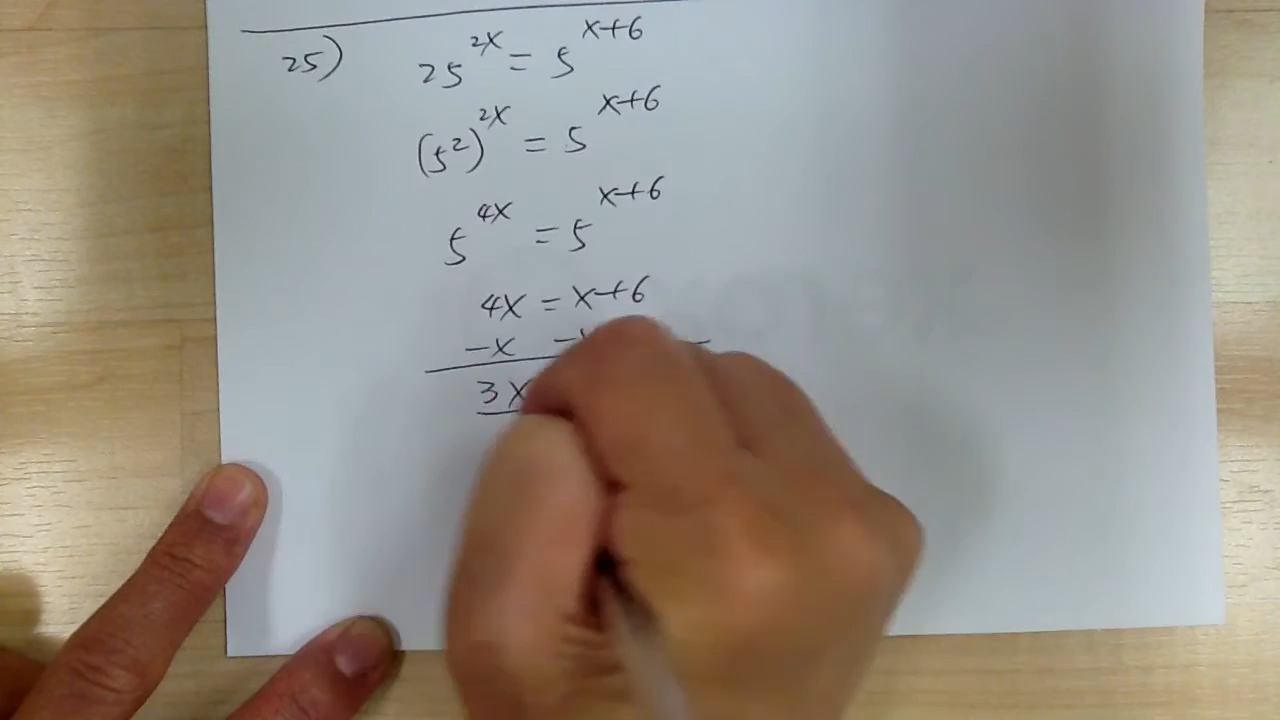 25) 25^{2x} = 5^{x+6}
(5^2)^{2x} = 5^{x+6}
5^{4x} = 5^{x+6}
4x = x+6
-x -
3x